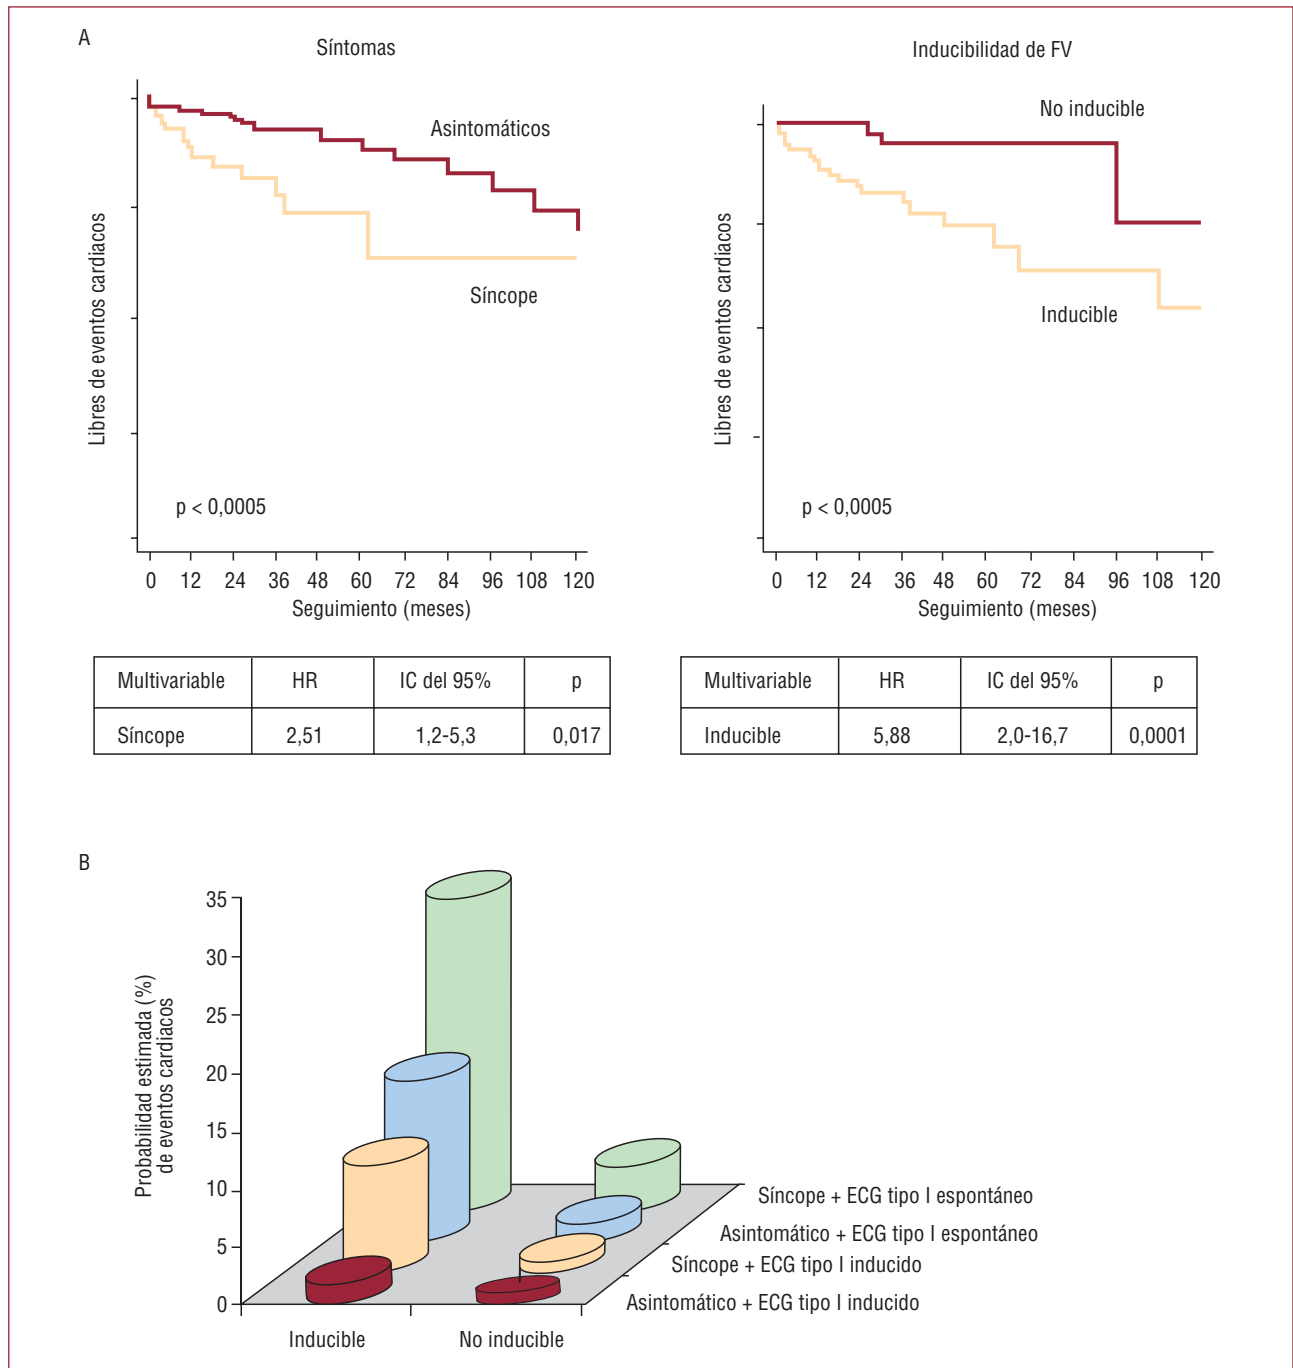 A
Síntomas
Asintomáticos
Síncope
Libres de eventos cardiacos
p < 0,0005
0 12 24 36 48 60 72 84 96 108 120
Seguimiento (meses)
Inducibilidad de FV
No inducible
Inducible
Libres de eventos cardiacos
p < 0,0005
0 12 24 36 48 60 72 84 96 108 120
Seguimiento (meses)
Multivariable HR IC del 95% p
Síncope 2,51 1,2-5,3 0,017
Multivariable HR IC del 95% p
Inducible 5,88 2,0-16,7 0,0001
B
Probabilidad estimada (%)
de eventos cardiacos
35
30
25
20
15
10
5
0
Síncope + ECG tipo I espontáneo
Asintomático + ECG tipo I espontáneo
Síncope + ECG tipo I inducido
Asintomático + ECG tipo I inducido
Inducible No inducible